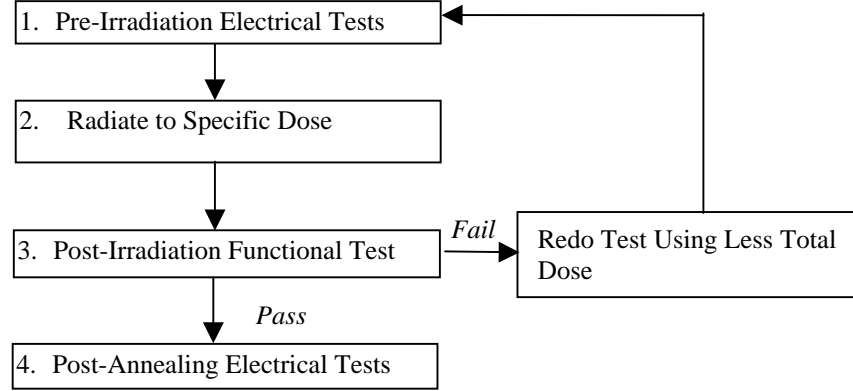 1. Pre-Irradiation Electrical Tests
2. Radiate to Specific Dose
3. Post-Irradiation Functional Test
Fail
Redo Test Using Less Total
Dose
Pass
4. Post-Annealing Electrical Tests